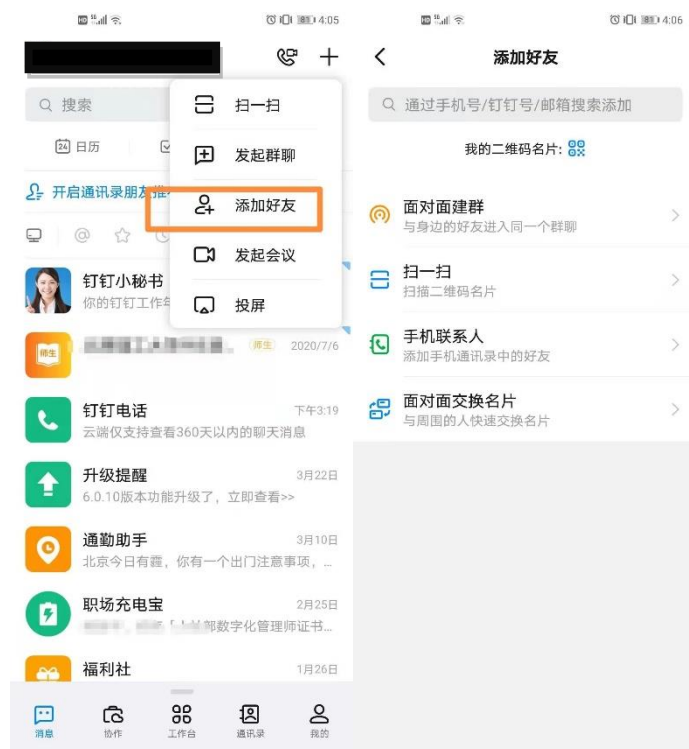 HD
4:05
搜索
24
日历
开启通讯录朋友推
扫一扫
发起群聊
添加好友
发起会议
投屏
钉钉小秘书
你的钉钉工作年
师生
师生
2020/7/6
钉钉电话
下午3:19
云端仅支持查看360天以内的聊天消息
升级提醒
3月22日
6.0.10版本功能升级了，立即查看>>
通勤助手
3月10日
北京今日有霾，你有一个出门注意事项，...
职场充电宝
2月25日
部数字化管理师证书...
福利社
1月26日
消息
协作
工作台
通讯录
我的
HD
4:06
添加好友
通过手机号/钉钉号/邮箱搜索添加
我的二维码名片:
面对面建群
与身边的好友进入同一个群聊
扫一扫
扫描二维码名片
手机联系人
添加手机通讯录中的好友
面对面交换名片
与周围的人快速交换名片